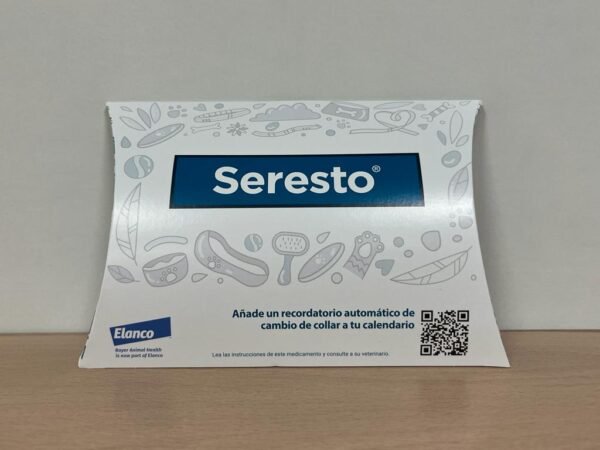 Seresto®
Añade un recordatorio automático de
cambio de collar a tu calendario
Elanco
Bayer Animal Health
is now part of Elanco
Lea las instrucciones de este medicamento y consulte a su veterinario.